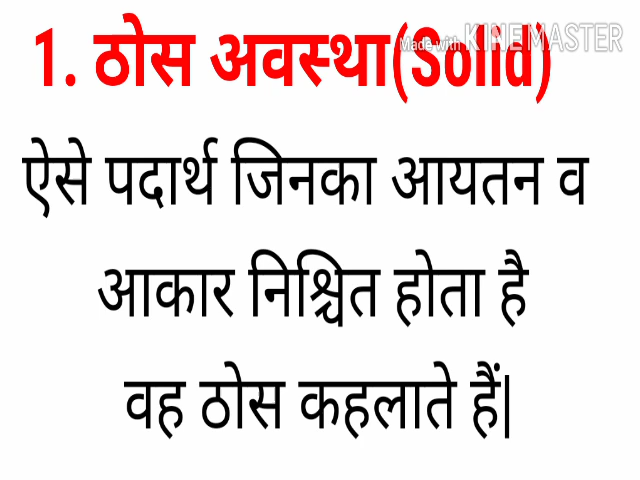 1. ठोस अवस्था(Solid)
Made with KINEMASTER
ऐसे पदार्थ जिनका आयतन व
आकार निश्चित होता है
वह ठोस कहलाते हैं|